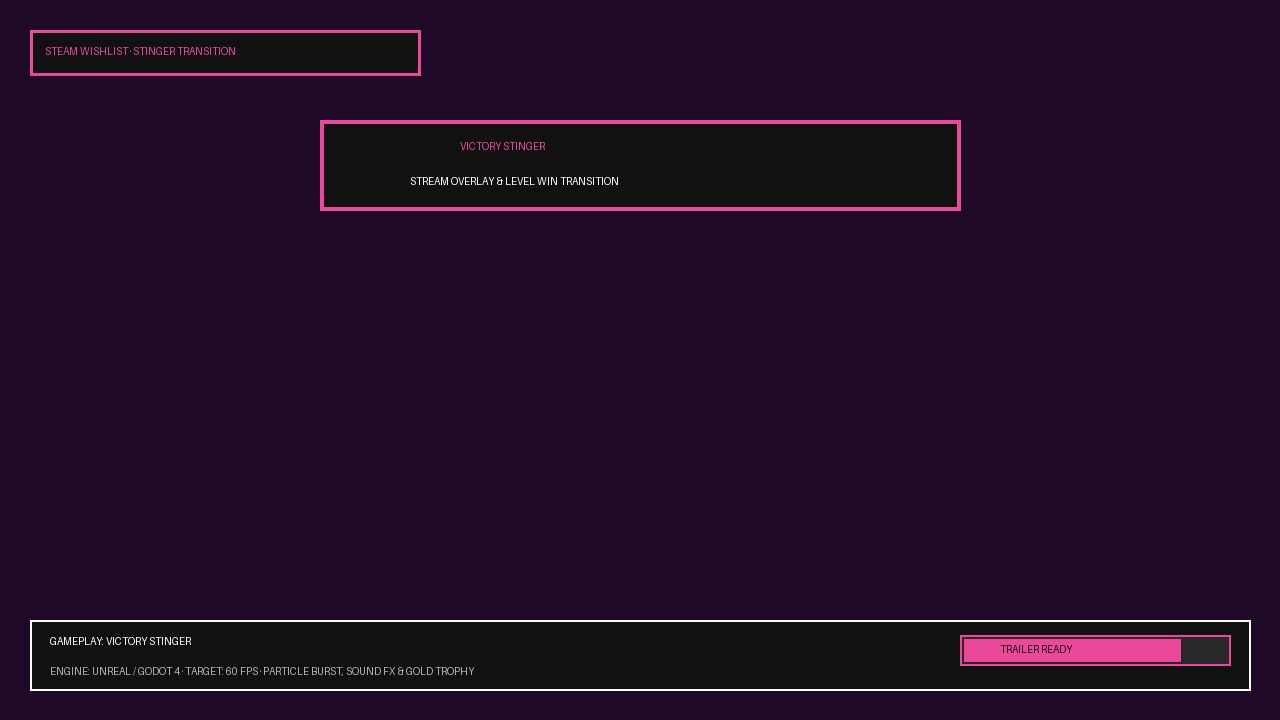 STEAM WISHLIST · STINGER TRANSITION
VICTORY STINGER
STREAM OVERLAY & LEVEL WIN TRANSITION
GAMEPLAY: VICTORY STINGER
TRAILER READY
ENGINE: UNREAL / GODOT 4 · TARGET: 60 FPS · PARTICLE BURST, SOUND FX & GOLD TROPHY